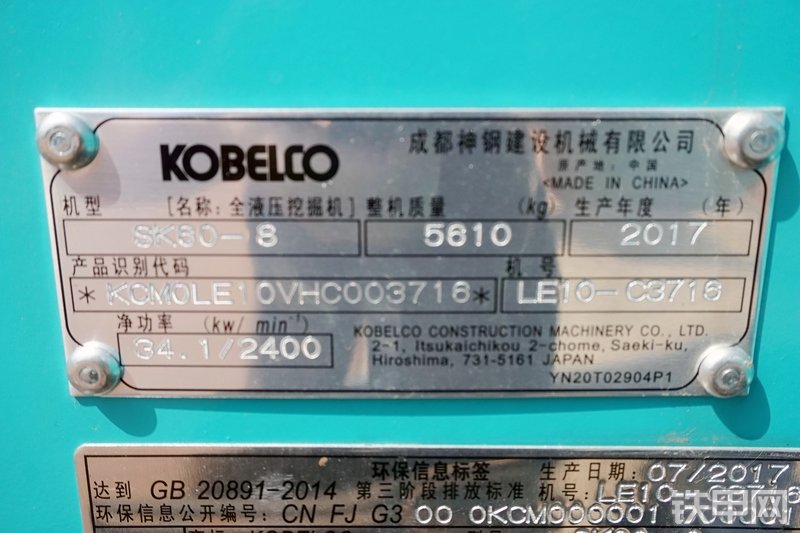 KOBELCO
成都神钢建设机械有限公司
原产地：中国
<MADE IN CHINA>
机型 [名称：全液压挖掘机] 整机质量 (kg) 生产年度 (年)
SK60-8 5610 2017
产品识别代码 机号
*KCM0LE10VHC003716* LE10-C3716
净功率 (kw/ min⁻¹)
34.1/2400
KOBELCO CONSTRUCTION MACHINERY CO., LTD.
2-1, Itsukaichikou 2-chome, Saeki-ku,
Hiroshima, 731-5161 JAPAN
YN20T02904P1
环保信息标签 生产日期: 07/2017
达到 GB 20891-2014 第三阶段排放标准 机号: LE10-C3716
环保信息公开编号: CN FJ G3 00 0KCM000001
铁甲网